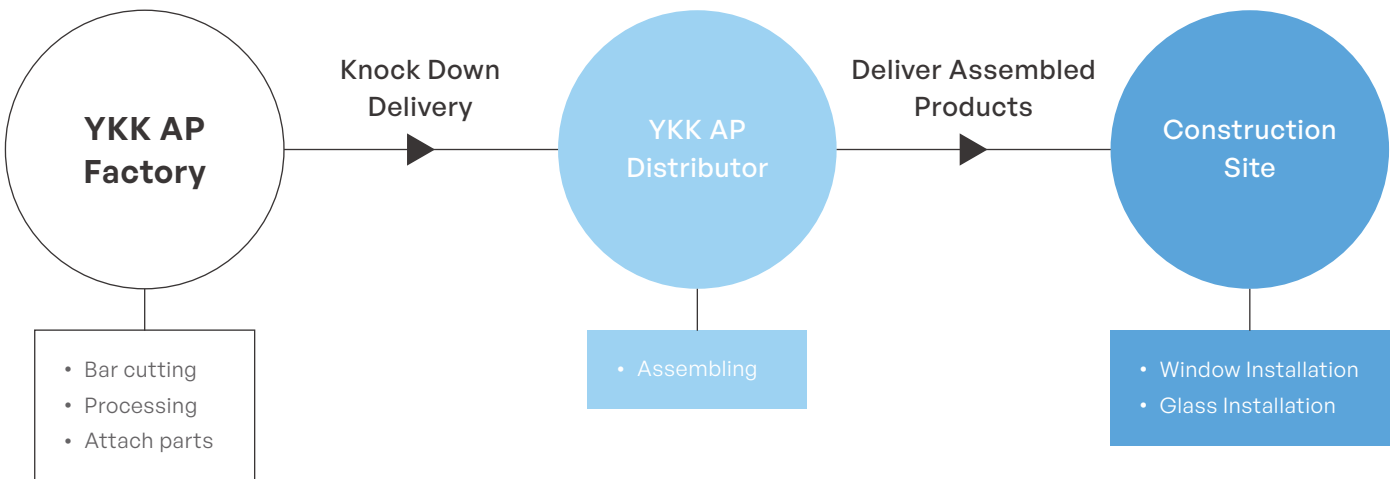 YKK AP
Factory
Knock Down
Delivery
YKK AP
Distributor
Deliver Assembled
Products
Construction
Site
• Bar cutting
• Processing
• Attach parts
• Assembling
• Window Installation
• Glass Installation